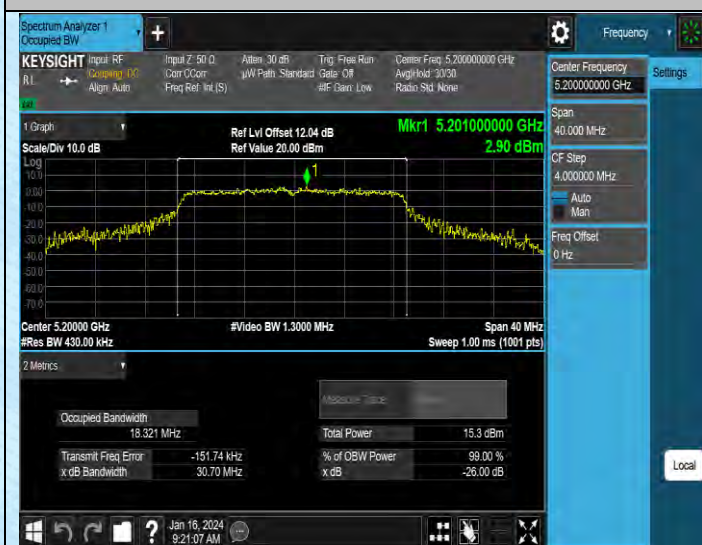 Spectrum Analyzer 1
Occupied BW
Frequency
KEYSIGHT
Input: RF
Coupling: DC
Align: Auto
Input Z: 50 Ω
Corr CCorr
Freq Ref: Int (S)
Atten: 30 dB
µW Path: Standard
Trig: Free Run
Gate: Off
#IF Gain: Low
Center Freq: 5.200000000 GHz
Avg|Hold: 30/30
Radio Std: None
Center Frequency
5.200000000 GHz
Settings
Span
40.000 MHz
CF Step
4.000000 MHz
Auto
Man
Freq Offset
0 Hz
1 Graph
Scale/Div 10.0 dB
Ref Lvl Offset 12.04 dB
Ref Value 20.00 dBm
Mkr1 5.201000000 GHz
2.90 dBm
Log
10.0
0.00
-10.0
-20.0
-30.0
-40.0
-50.0
-60.0
-70.0
1
Center 5.20000 GHz
#Res BW 430.00 kHz
#Video BW 1.3000 MHz
Span 40 MHz
Sweep 1.00 ms (1001 pts)
2 Metrics
Measure Trace
Occupied Bandwidth
18.321 MHz
Total Power 15.3 dBm
Transmit Freq Error -151.74 kHz
% of OBW Power 99.00 %
x dB Bandwidth 30.70 MHz
x dB -26.00 dB
Local
?
Jan 16, 2024
9:21:07 AM